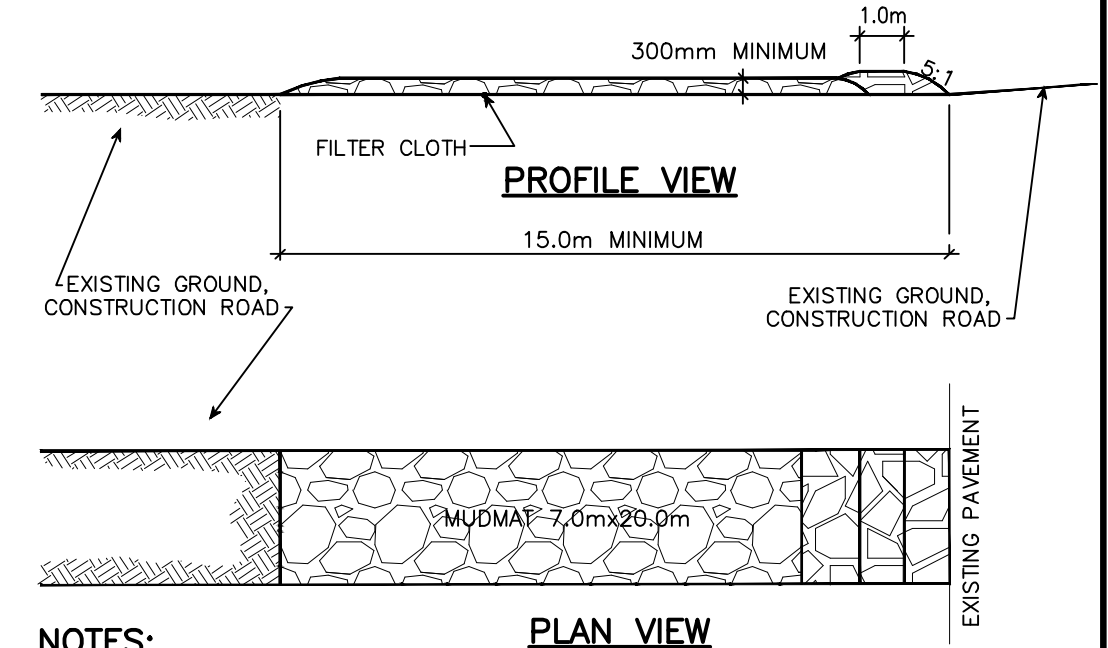 1.0m
300mm MINIMUM
5:1
FILTER CLOTH
PROFILE VIEW
15.0m MINIMUM
EXISTING GROUND,
CONSTRUCTION ROAD
EXISTING GROUND,
CONSTRUCTION ROAD
MUDMAT 7.0mx20.0m
EXISTING PAVEMENT
PLAN VIEW
NOTES: